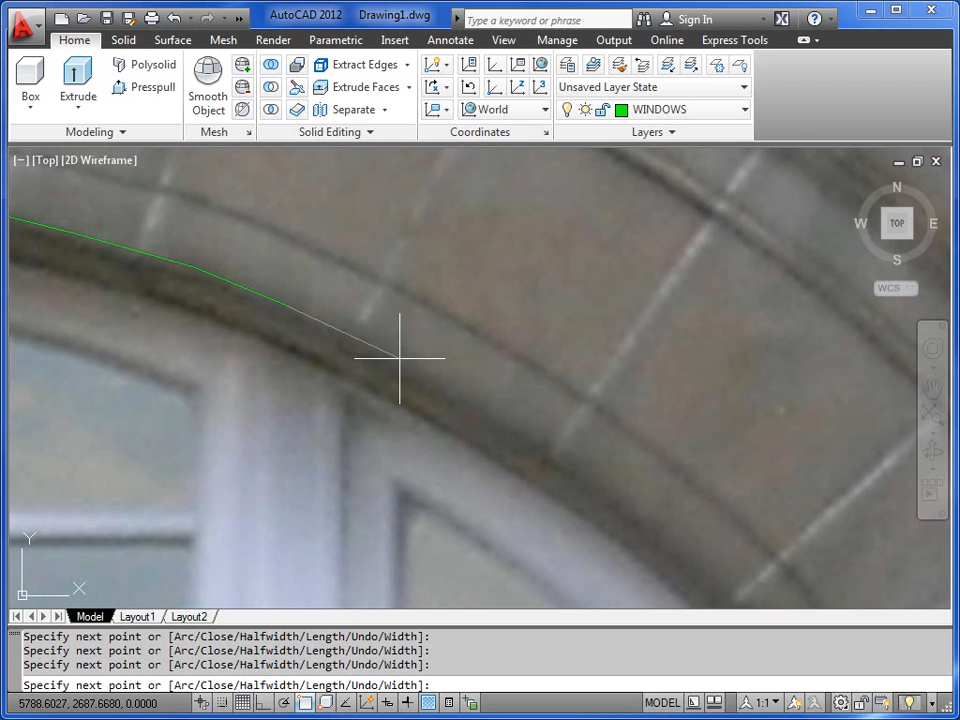 AutoCAD 2012 Drawing1.dwg
Type a keyword or phrase
Sign In
Home Solid Surface Mesh Render Parametric Insert Annotate View Manage Output Online Express Tools
Box
Extrude
Polysolid
Presspull
Modeling
Smooth Object
Mesh
Extract Edges
Extrude Faces
Separate
Solid Editing
World
Coordinates
Unsaved Layer State
WINDOWS
Layers
[−] [Top] [2D Wireframe]
N
W TOP E
S
WCS
Y
X
Model Layout1 Layout2
Specify next point or [Arc/Close/Halfwidth/Length/Undo/Width]:
Specify next point or [Arc/Close/Halfwidth/Length/Undo/Width]:
Specify next point or [Arc/Close/Halfwidth/Length/Undo/Width]:
Specify next point or [Arc/Close/Halfwidth/Length/Undo/Width]:
5788.6027, 2687.6680, 0.0000
MODEL
1:1